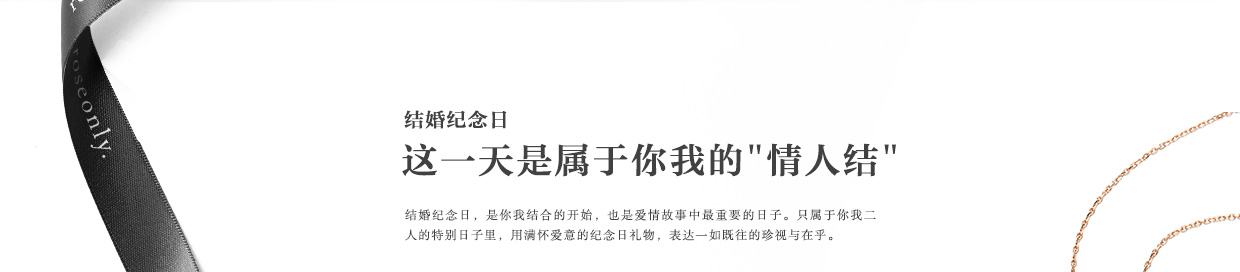 roseonly.
结婚纪念日
这一天是属于你我的"情人结"
结婚纪念日，是你我结合的开始，也是爱情故事中最重要的日子。只属于你我二
人的特别日子里，用满怀爱意的纪念日礼物，表达一如既往的珍视与在乎。